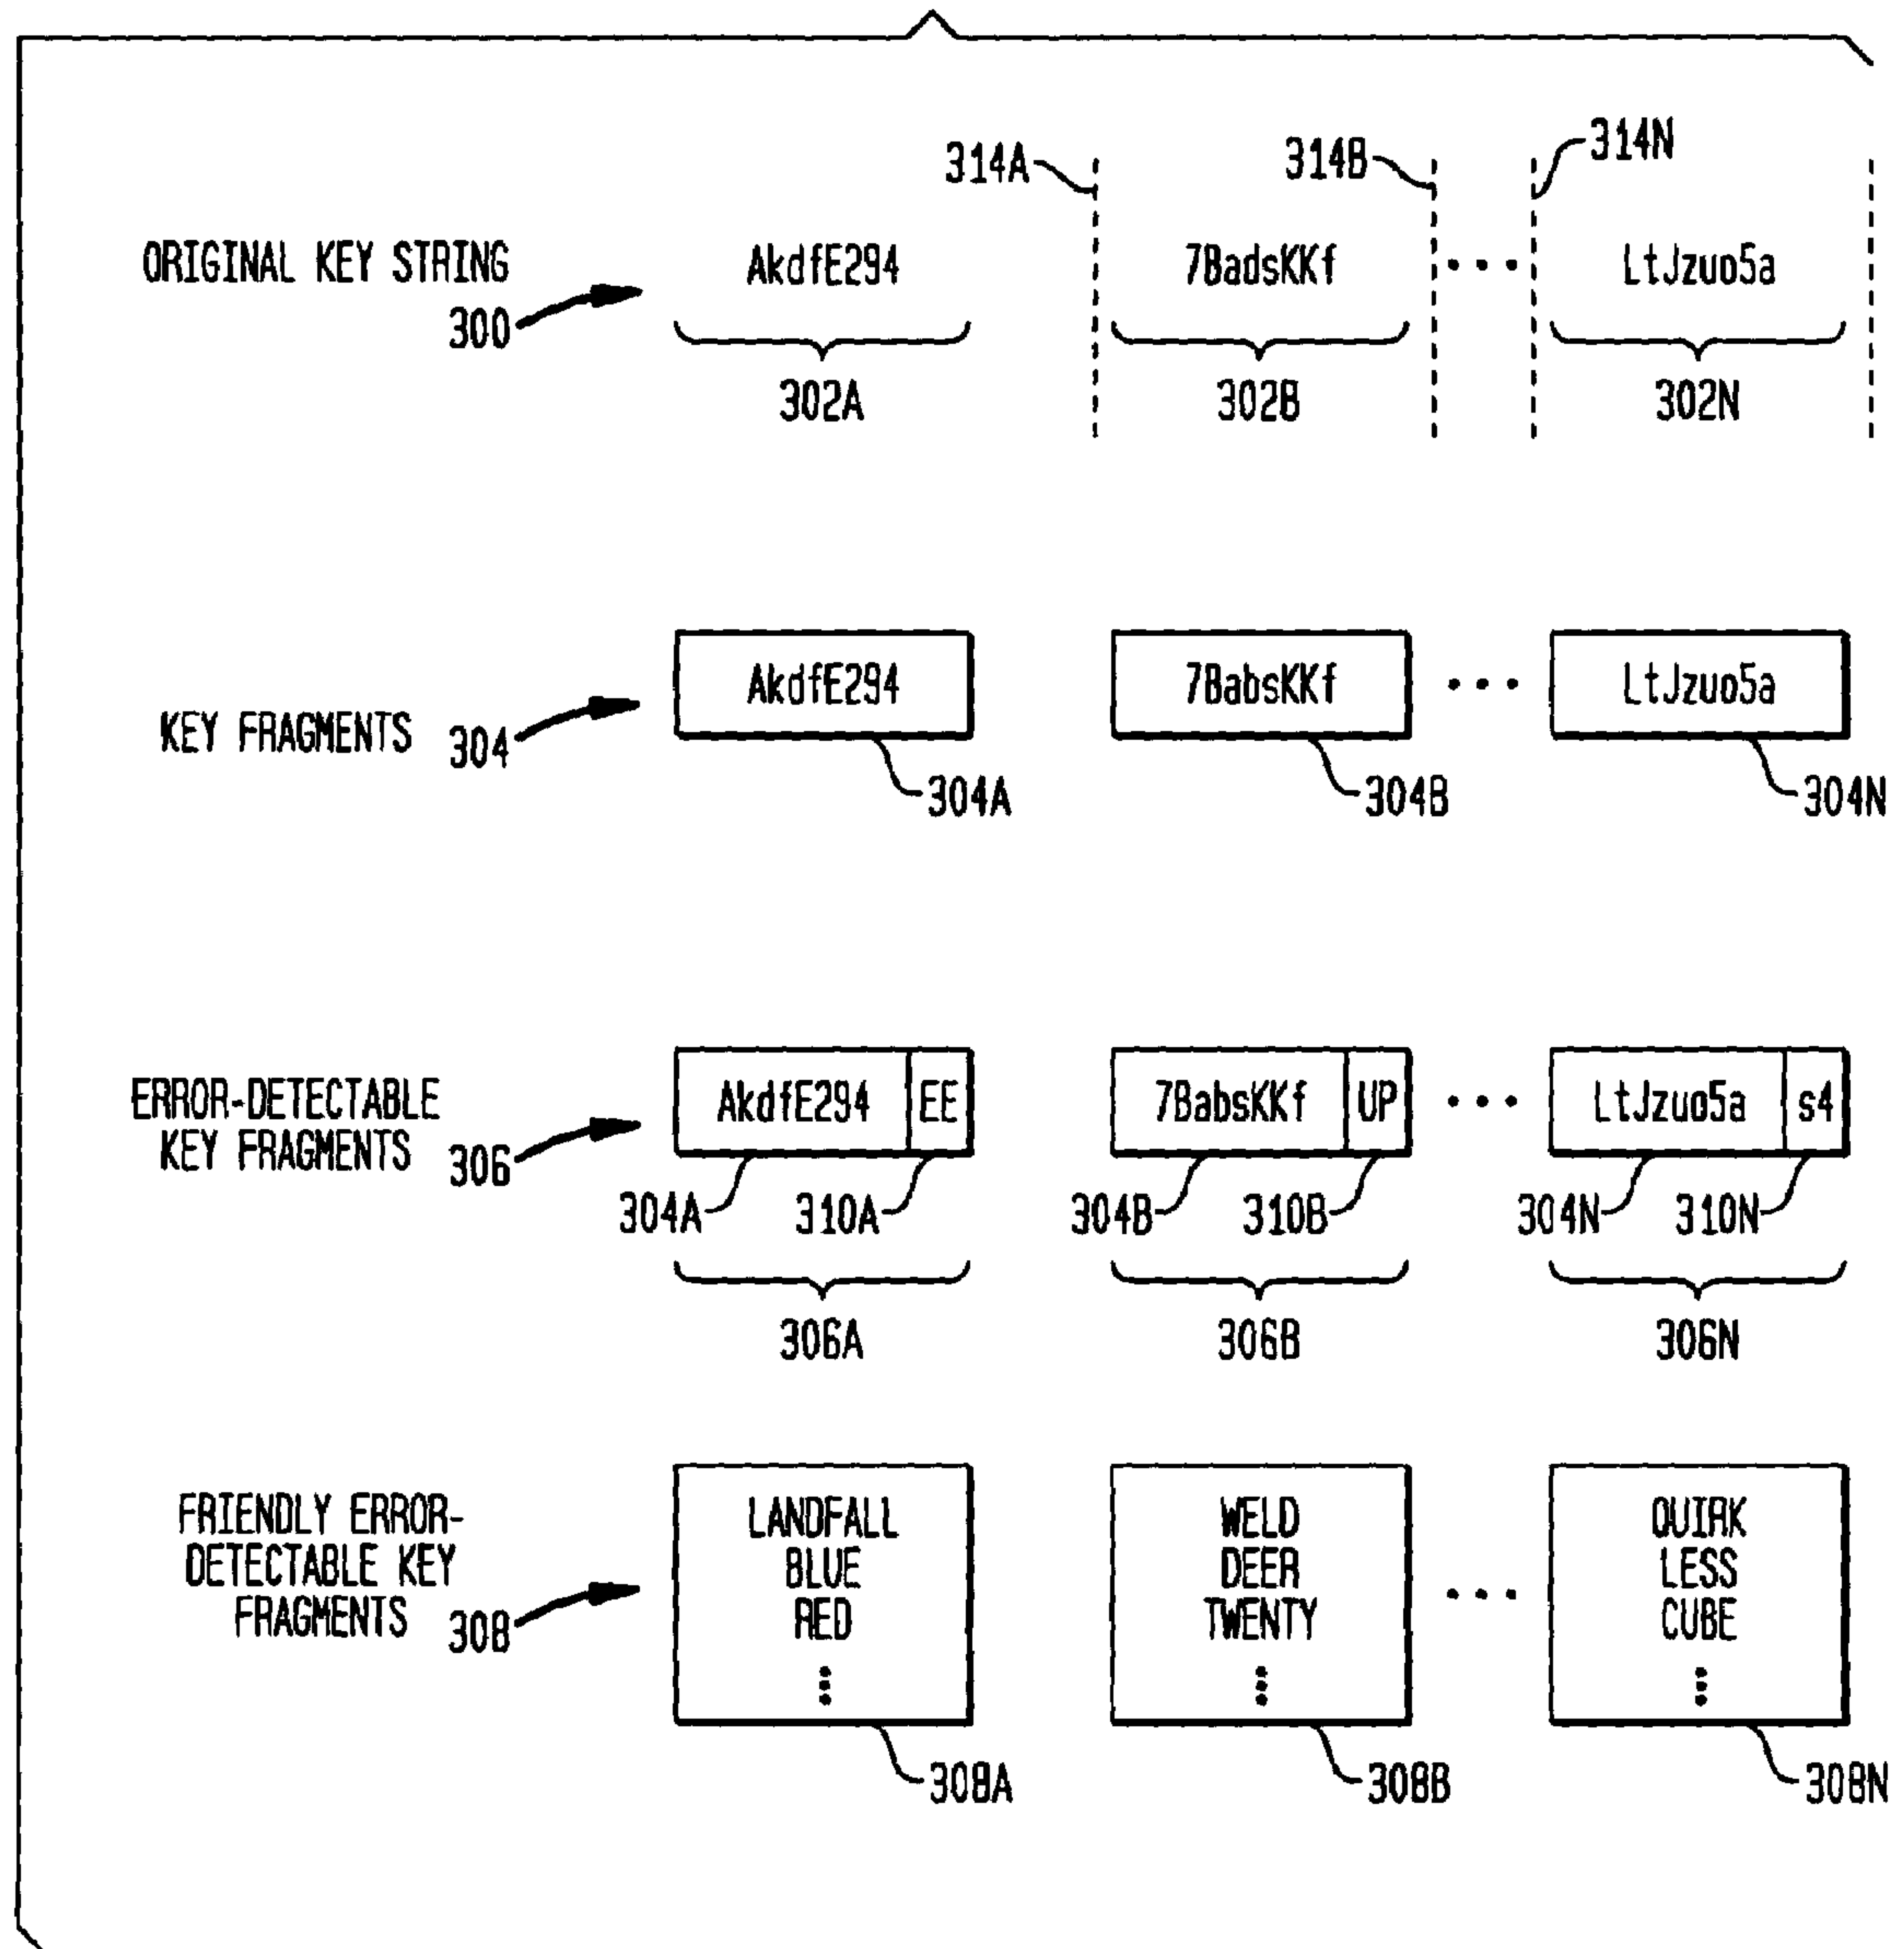 314A 314B 314N
ORIGINAL KEY STRING
300
AkdfE294 7BadsKKf ••• LtJzuo5a
302A 302B 302N
KEY FRAGMENTS 304
AkdfE294 7BabsKKf ••• LtJzuo5a
304A 304B 304N
ERROR-DETECTABLE
KEY FRAGMENTS 306
AkdfE294 EE 7BabsKKf UP ••• LtJzuo5a s4
304A 310A 304B 310B 304N 310N
306A 306B 306N
FRIENDLY ERROR-
DETECTABLE KEY
FRAGMENTS 308
LANDFALL
BLUE
RED
WELD
DEER
TWENTY
•••
QUIRK
LESS
CUBE
308A 308B 308N